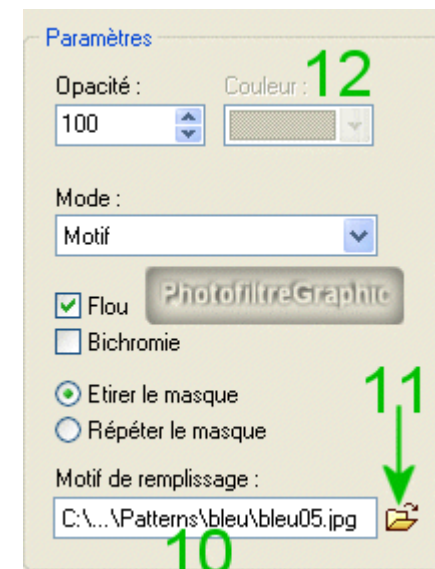 Paramètres
Opacité :
Couleur :
12
100
Mode :
Motif
PhotofiltreGraphic
Flou
Bichromie
Etirer le masque
11
Répéter le masque
Motif de remplissage :
C:\...\Patterns\bleu\bleu05.jpg
10